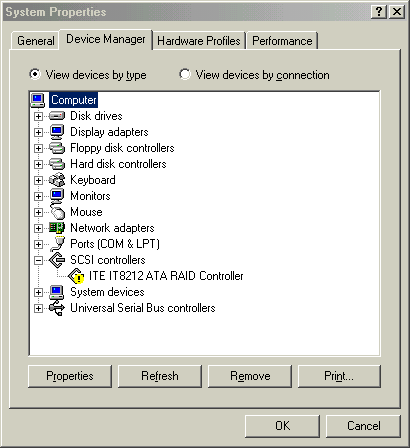 System Properties
General Device Manager Hardware Profiles Performance
View devices by type View devices by connection
Computer
Disk drives
Display adapters
Floppy disk controllers
Hard disk controllers
Keyboard
Monitors
Mouse
Network adapters
Ports (COM & LPT)
SCSI controllers
ITE IT8212 ATA RAID Controller
System devices
Universal Serial Bus controllers
Properties Refresh Remove Print...
OK Cancel